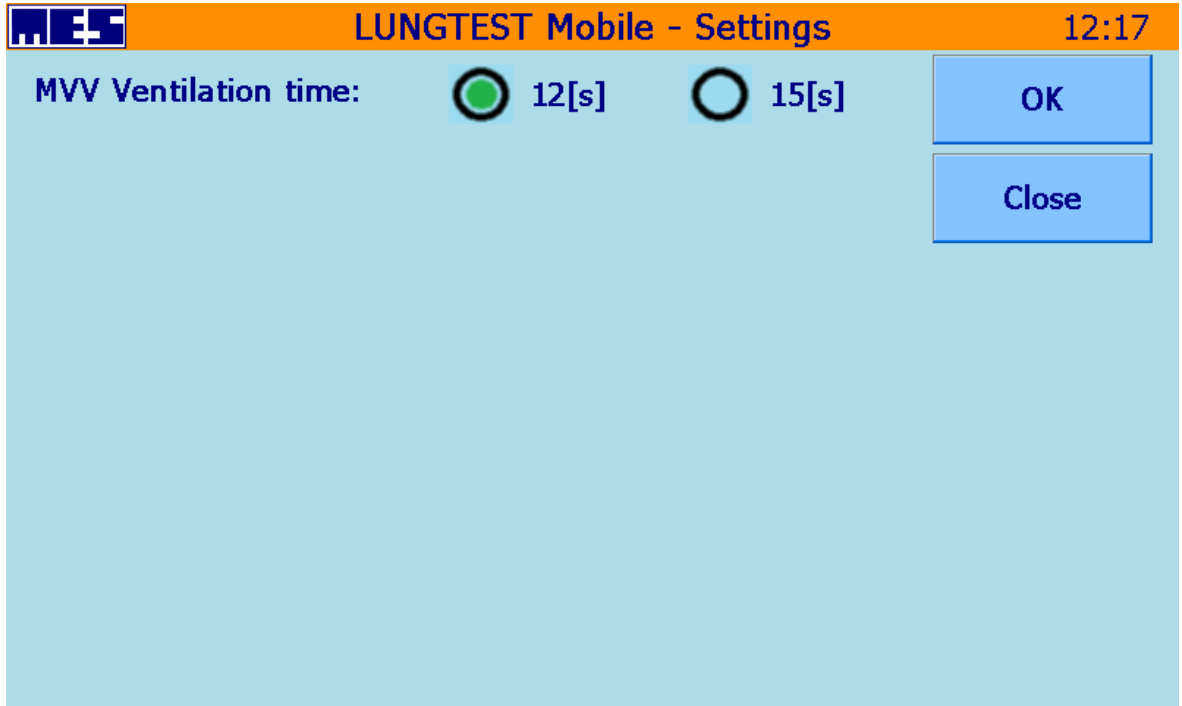 MES LUNGTEST Mobile - Settings 12:17
MVV Ventilation time: 12[s] 15[s] OK
Close